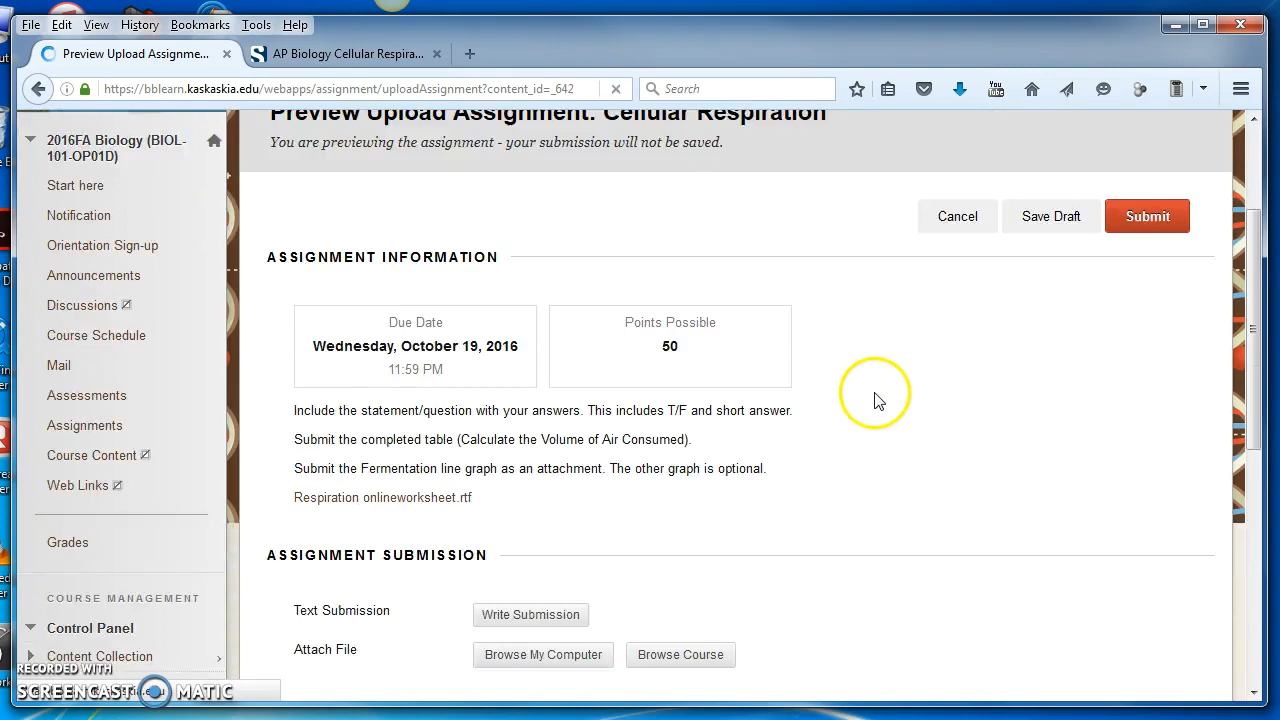 File Edit View History Bookmarks Tools Help
Preview Upload Assignme... AP Biology Cellular Respira...
https://bblearn.kaskaskia.edu/webapps/assignment/uploadAssignment?content_id=_642 Search
You Tube
Preview Upload Assignment: Cellular Respiration
You are previewing the assignment - your submission will not be saved.
2016FA Biology (BIOL-
101-OP01D)
Start here
Notification
Orientation Sign-up
Announcements
Discussions
Course Schedule
Mail
Assessments
Assignments
Course Content
Web Links
Grades
COURSE MANAGEMENT
Control Panel
Content Collection
Cancel Save Draft Submit
ASSIGNMENT INFORMATION
Due Date
Wednesday, October 19, 2016
11:59 PM
Points Possible
50
Include the statement/question with your answers. This includes T/F and short answer.
Submit the completed table (Calculate the Volume of Air Consumed).
Submit the Fermentation line graph as an attachment. The other graph is optional.
Respiration onlineworksheet.rtf
ASSIGNMENT SUBMISSION
Text Submission Write Submission
Attach File Browse My Computer Browse Course
RECORDED WITH
SCREENCAST MATIC